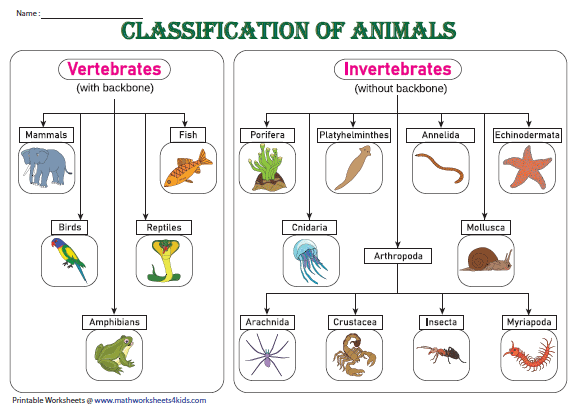 Name :
CLASSIFICATION OF ANIMALS
Vertebrates
(with backbone)
Mammals
Fish
Birds
Reptiles
Amphibians
Invertebrates
(without backbone)
Porifera
Platyhelminthes
Annelida
Echinodermata
Cnidaria
Arthropoda
Mollusca
Arachnida
Crustacea
Insecta
Myriapoda
Printable Worksheets @ www.mathworksheets4kids.com